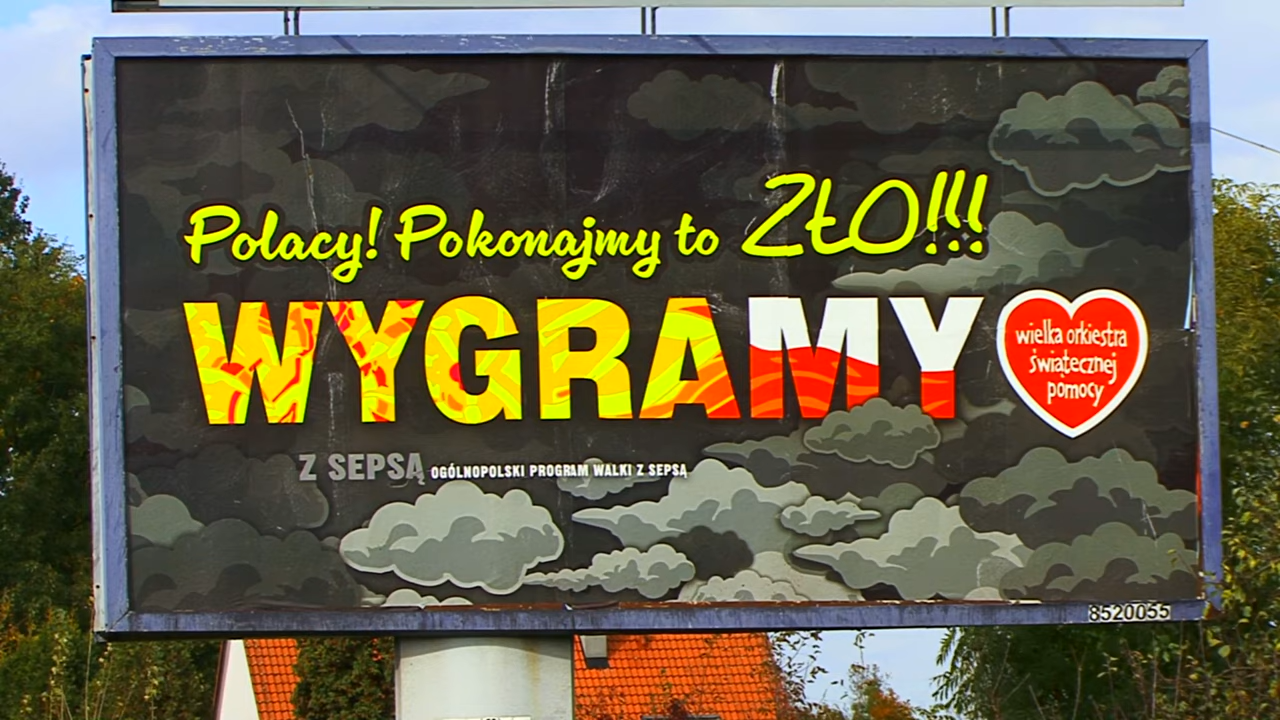 Polacy! Pokonajmy to ZŁO!!!
WYGRAMY
wielka orkiestra
świątecznej
pomocy
Z SEPSĄ OGÓLNOPOLSKI PROGRAM WALKI Z SEPSĄ
8520055